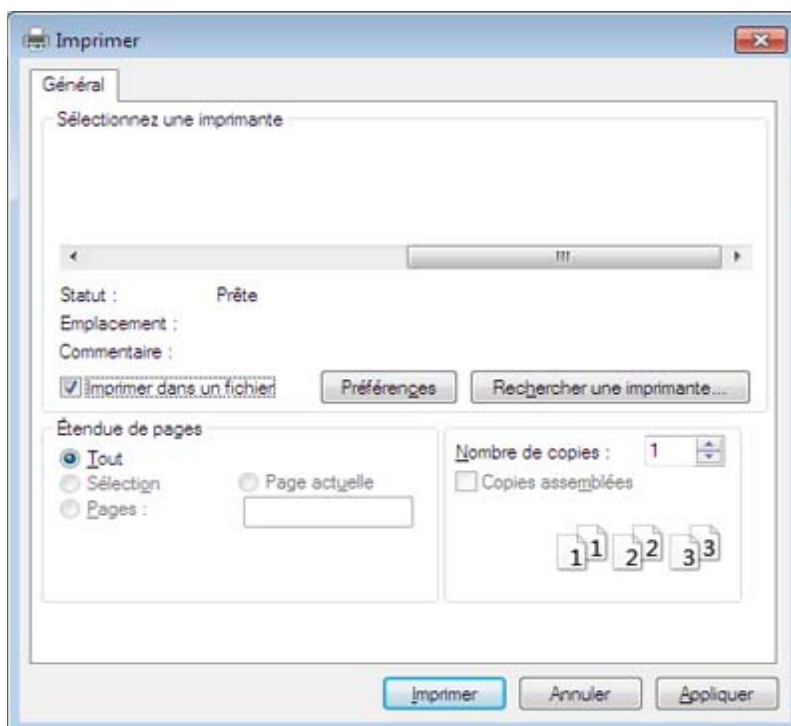 Imprimer
Général
Sélectionnez une imprimante
Statut : Prête
Emplacement :
Commentaire :
Imprimer dans un fichier Préférences Rechercher une imprimante...
Étendue de pages
Tout
Sélection Page actuelle
Pages :
Nombre de copies : 1
Copies assemblées
1 1 2 2 3 3
Imprimer Annuler Appliquer